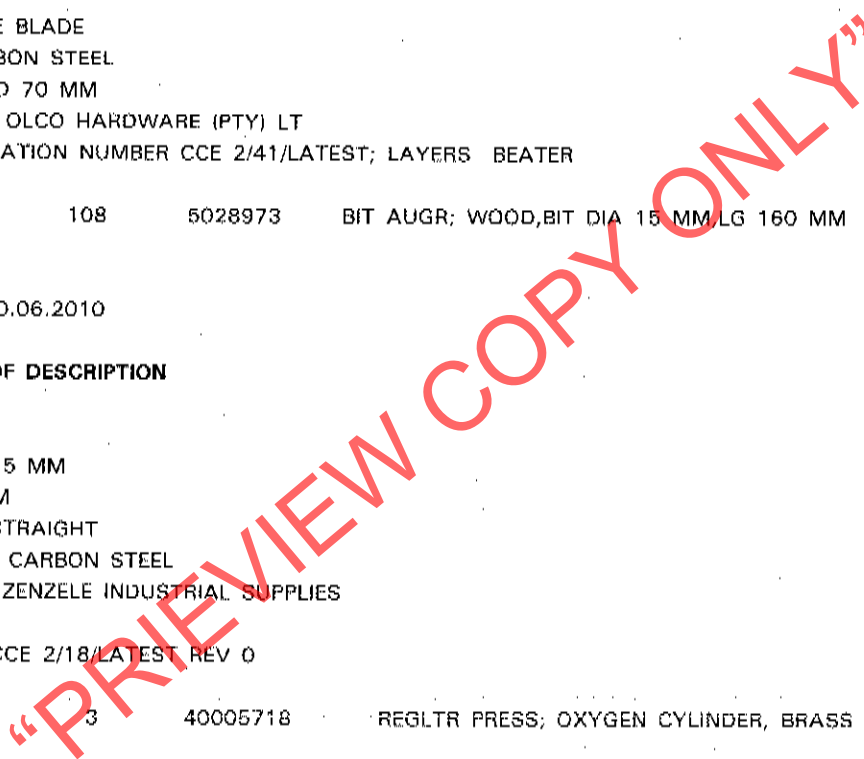 E BLADE
BON STEEL
D 70 MM
OLCO HARDWARE (PTY) LT
ATION NUMBER CCE 2/41/LATEST; LAYERS BEATER
108 5028973 BIT AUGR; WOOD,BIT DIA 15 MM,LG 160 MM
0.06.2010
OF DESCRIPTION
5 MM
M
STRAIGHT
CARBON STEEL
ZENZELE INDUSTRIAL SUPPLIES
CCE 2/18/LATEST REV 0
3 40005718 REGLTR PRESS; OXYGEN CYLINDER, BRASS
“PRIEVIEW COPY ONLY”